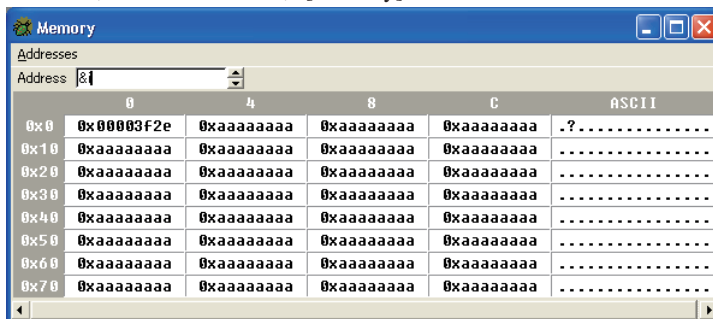 Memory
Addresses
Address &i
0 4 8 C ASCII
0x0 0x00003f2e 0xaaaaaaaa 0xaaaaaaaa 0xaaaaaaaa .?..............
0x10 0xaaaaaaaa 0xaaaaaaaa 0xaaaaaaaa 0xaaaaaaaa ................
0x20 0xaaaaaaaa 0xaaaaaaaa 0xaaaaaaaa 0xaaaaaaaa ................
0x30 0xaaaaaaaa 0xaaaaaaaa 0xaaaaaaaa 0xaaaaaaaa ................
0x40 0xaaaaaaaa 0xaaaaaaaa 0xaaaaaaaa 0xaaaaaaaa ................
0x50 0xaaaaaaaa 0xaaaaaaaa 0xaaaaaaaa 0xaaaaaaaa ................
0x60 0xaaaaaaaa 0xaaaaaaaa 0xaaaaaaaa 0xaaaaaaaa ................
0x70 0xaaaaaaaa 0xaaaaaaaa 0xaaaaaaaa 0xaaaaaaaa ................